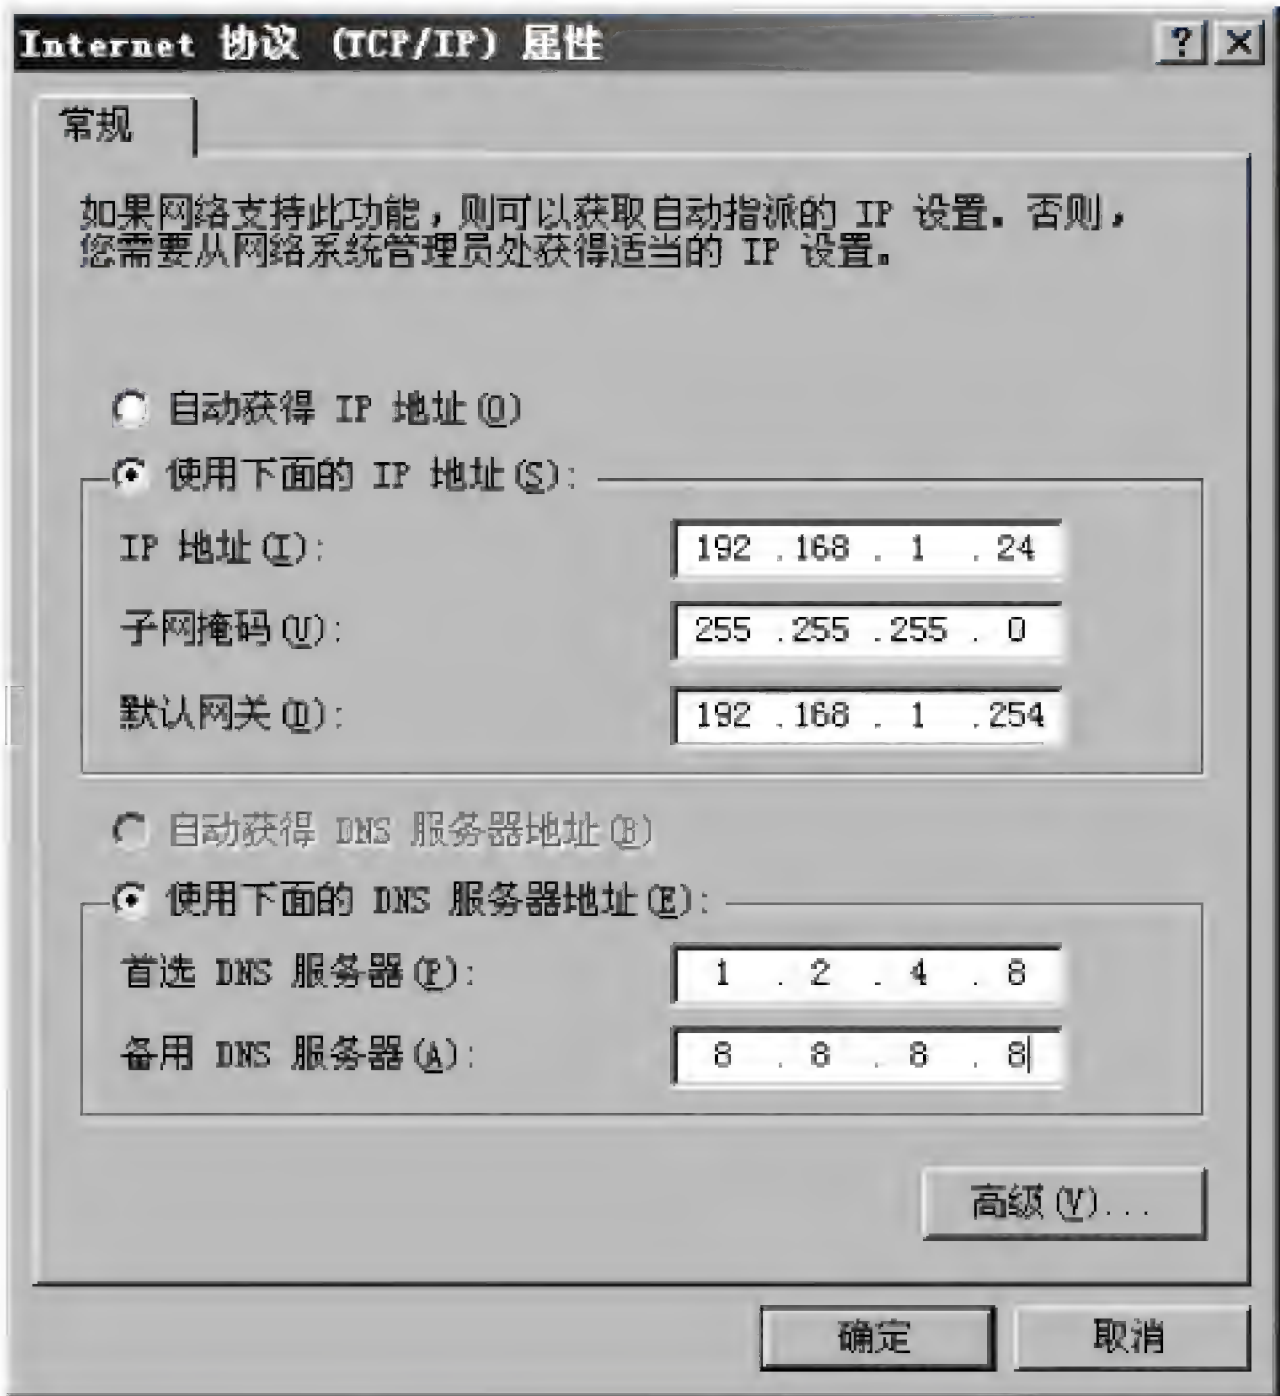 Internet 协议 (TCP/IP) 属性
常规
如果网络支持此功能，则可以获取自动指派的 IP 设置。否则，
您需要从网络系统管理员处获得适当的 IP 设置。
自动获得 IP 地址(O)
使用下面的 IP 地址(S):
IP 地址(I): 192 .168 . 1 .24
子网掩码(U): 255 .255 .255 . 0
默认网关(D): 192 .168 . 1 .254
自动获得 DNS 服务器地址(B)
使用下面的 DNS 服务器地址(E):
首选 DNS 服务器(P): 1 . 2 . 4 . 8
备用 DNS 服务器(A): 8 . 8 . 8 . 8
高级(V)...
确定 取消